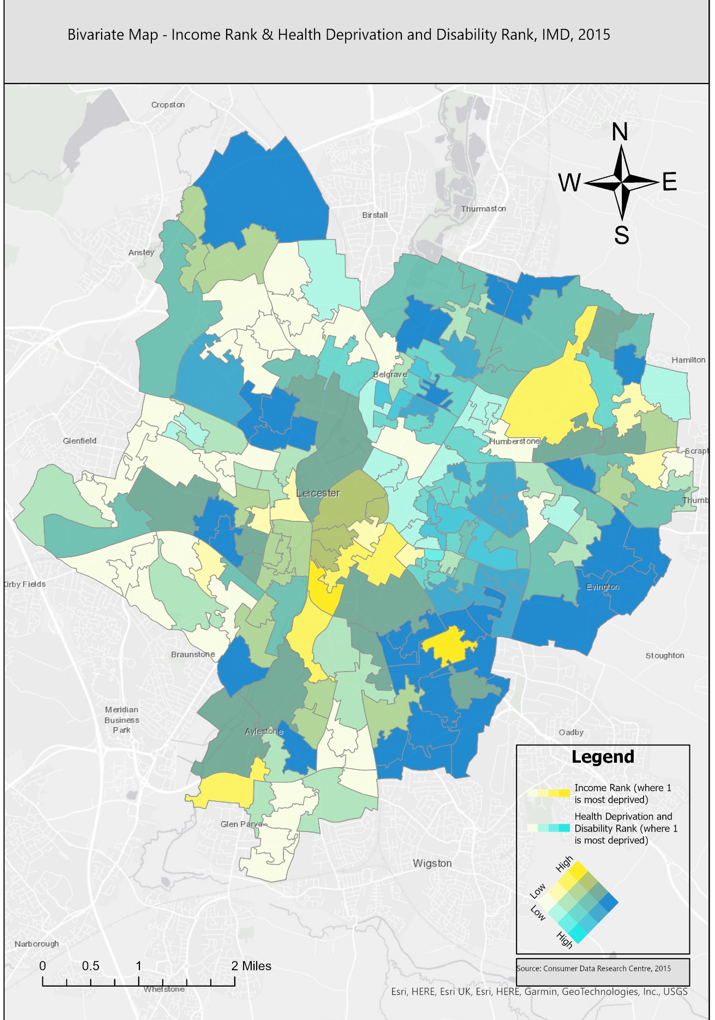 Bivariate Map - Income Rank & Health Deprivation and Disability Rank, IMD, 2015
Cropston
N
W
E
S
Birstall
Thurmaston
Anstey
Hamilton
Belgrave
Glenfield
Humberstone
Scrapt
Leicester
Thumb
Kirby Fields
Evington
Braunstone
Stoughton
Meridian
Business
Park
Aylestone
Oadby
Legend
Income Rank (where 1
is most deprived)
Health Deprivation and
Disability Rank (where 1
is most deprived)
High
Low
Low
High
Glen Parva
Wigston
Narborough
0 0.5 1 2 Miles
Whetstone
Source: Consumer Data Research Centre, 2015
Esri, HERE, Esri UK, Esri, HERE, Garmin, GeoTechnologies, Inc., USGS